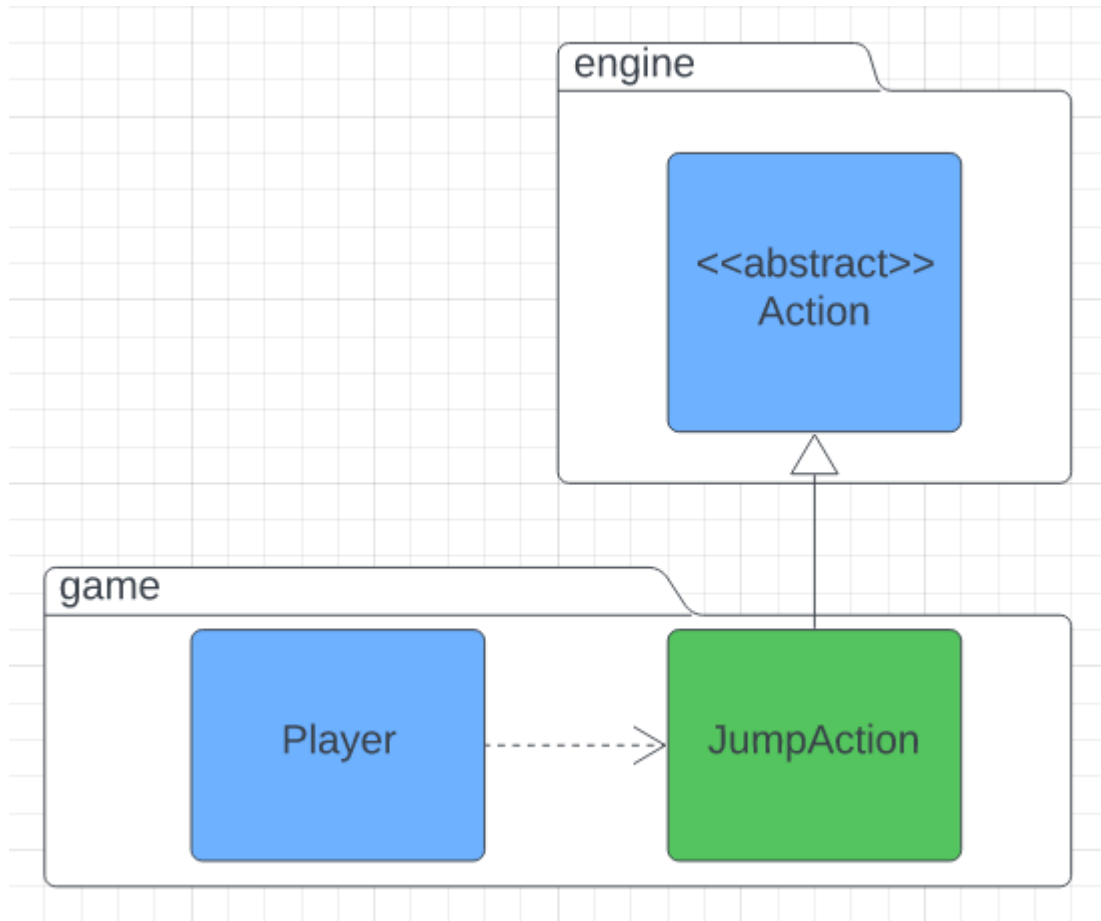 engine
<<abstract>>
Action
game
Player
JumpAction